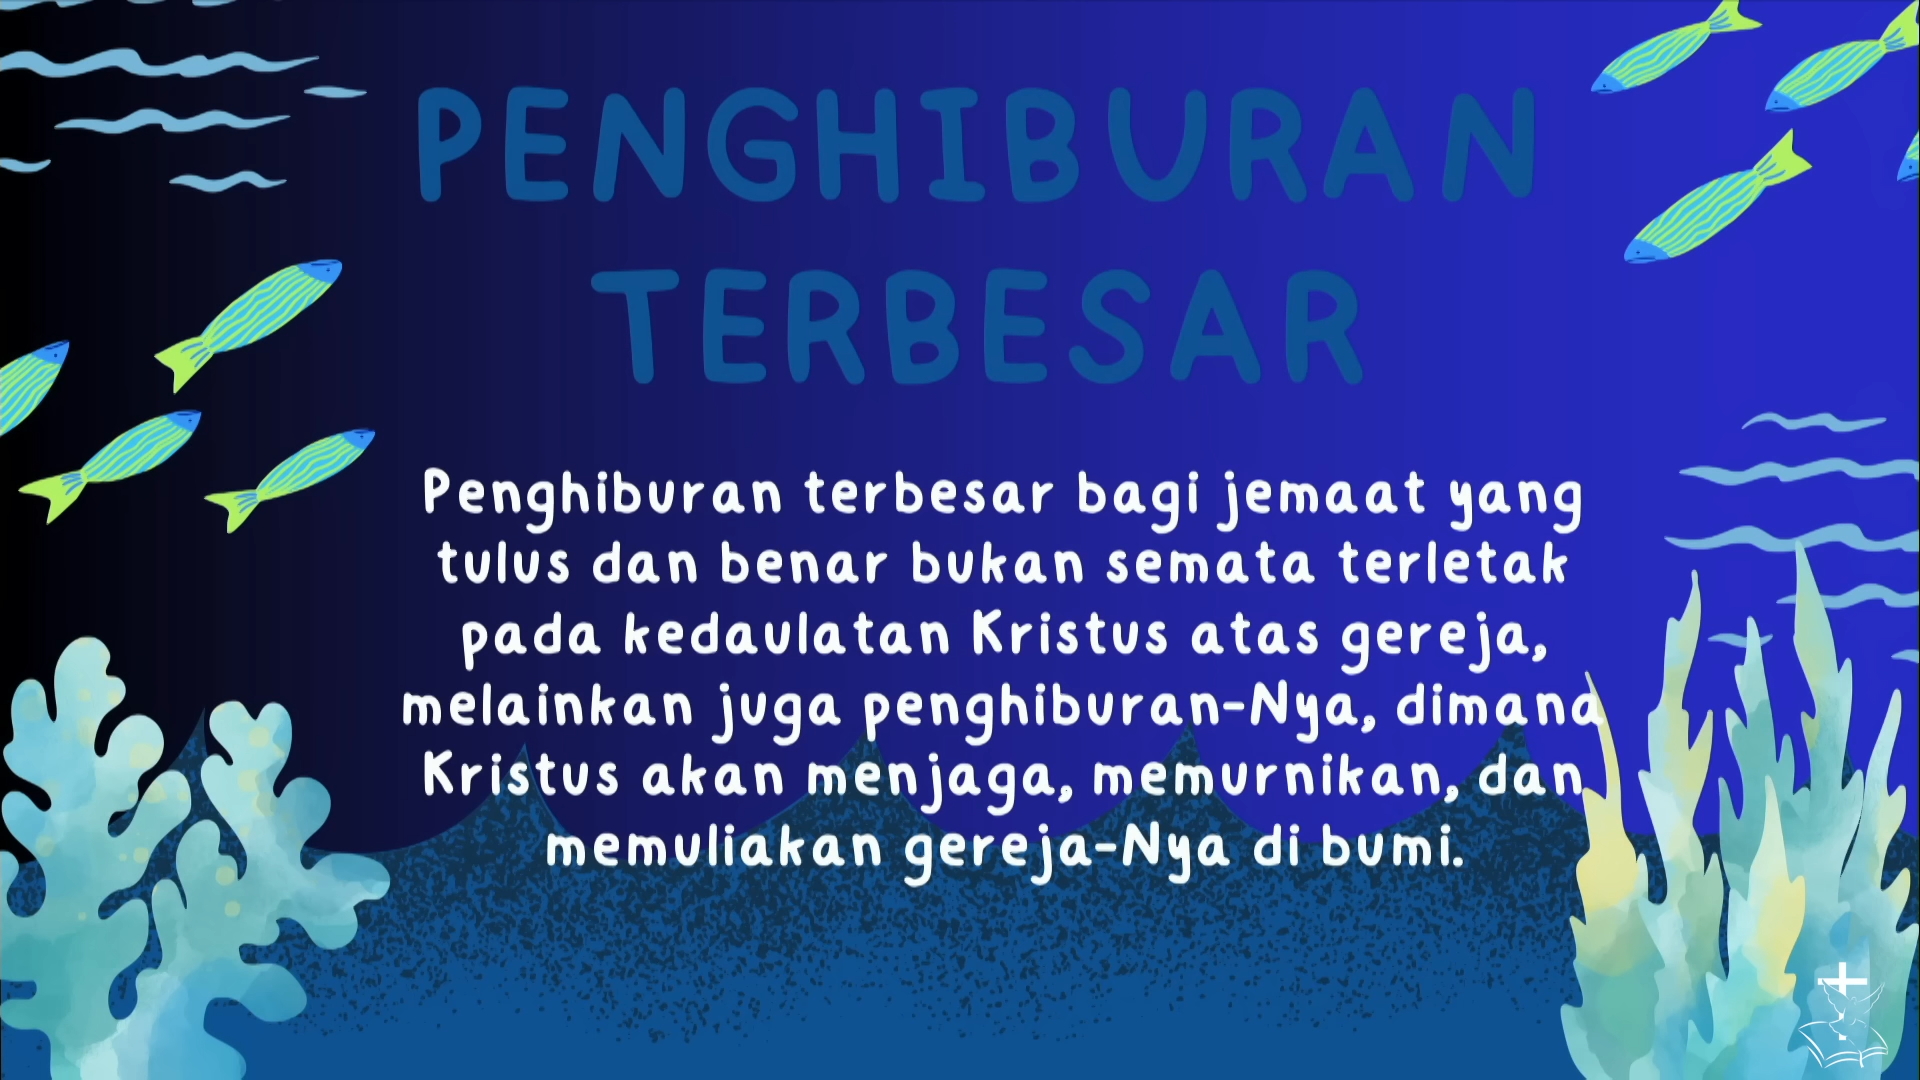 PENGHIBURAN
TERBESAR
Penghiburan terbesar bagi jemaat yang
tulus dan benar bukan semata terletak
pada kedaulatan Kristus atas gereja,
melainkan juga penghiburan-Nya, dimana
Kristus akan menjaga, memurnikan, dan
memuliakan gereja-Nya di bumi.